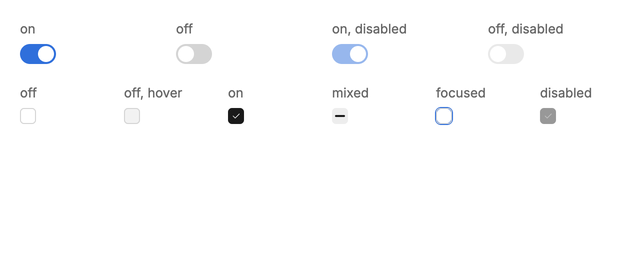 on off on, disabled off, disabled
off off, hover on mixed focused disabled